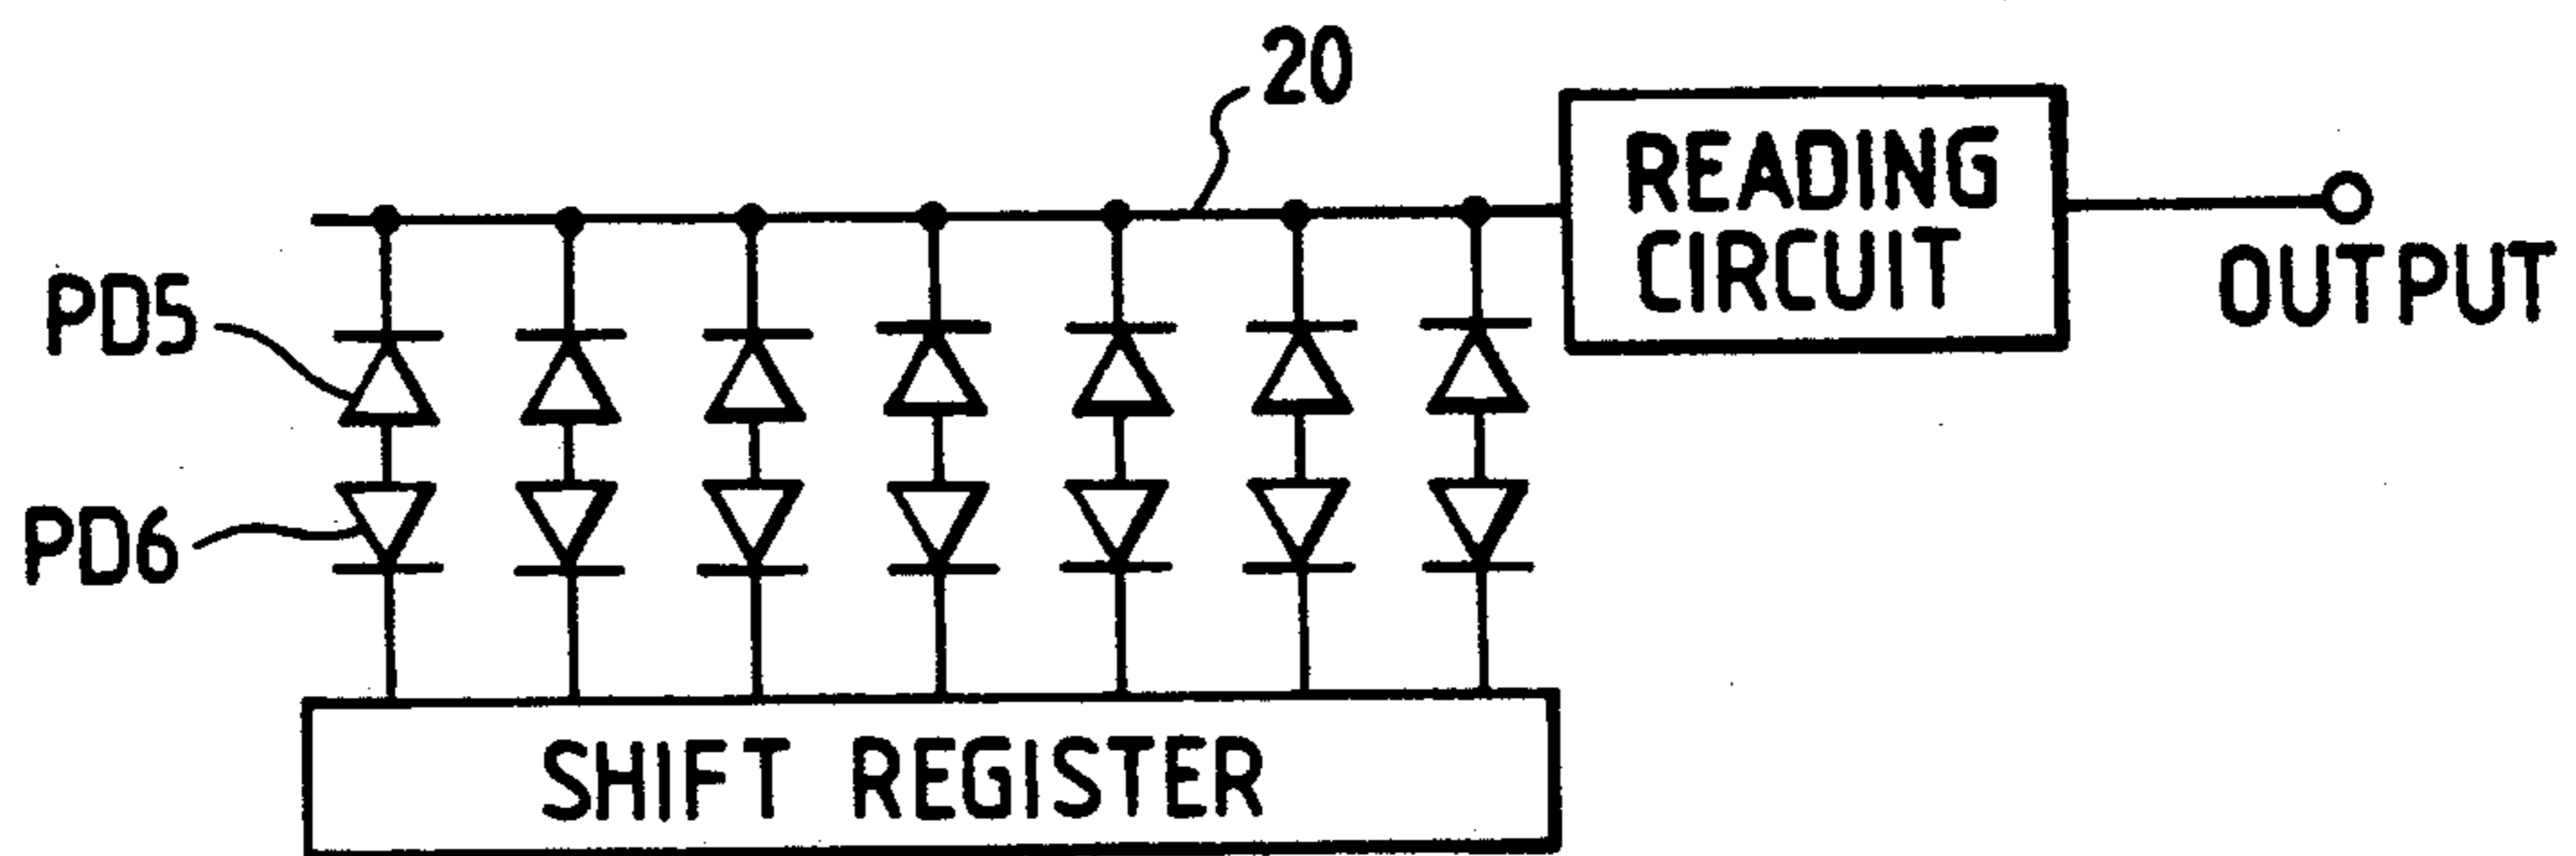 20
READING
CIRCUIT
OUTPUT
PD5
PD6
SHIFT REGISTER